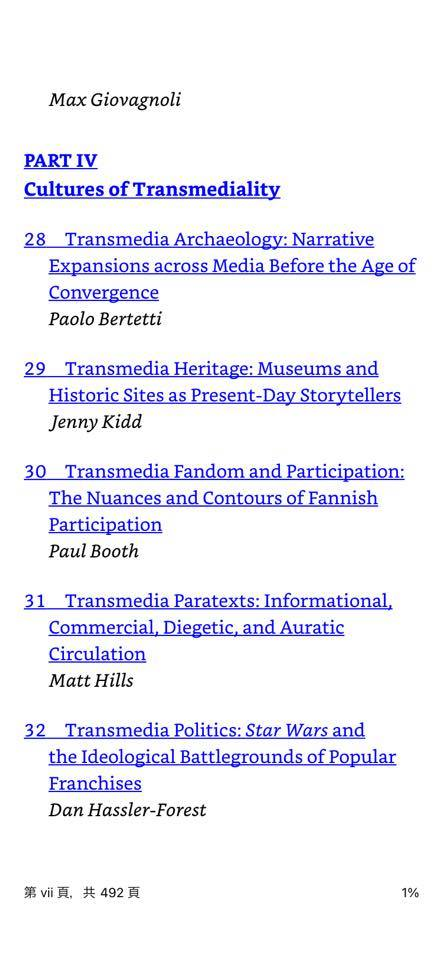 Max Giovagnoli
PART IV
Cultures of Transmediality
28 Transmedia Archaeology: Narrative
Expansions across Media Before the Age of
Convergence
Paolo Bertetti
29 Transmedia Heritage: Museums and
Historic Sites as Present-Day Storytellers
Jenny Kidd
30 Transmedia Fandom and Participation:
The Nuances and Contours of Fannish
Participation
Paul Booth
31 Transmedia Paratexts: Informational,
Commercial, Diegetic, and Auratic
Circulation
Matt Hills
32 Transmedia Politics: Star Wars and
the Ideological Battlegrounds of Popular
Franchises
Dan Hassler-Forest
第 vii 頁，共 492 頁 1%